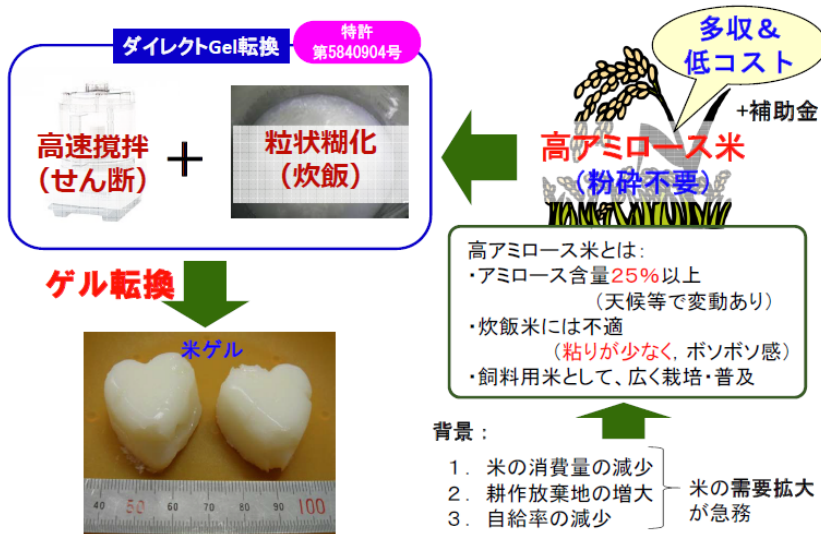 ダイレクトGel転換
特許
第5840904号
高速撹拌
(せん断)
+
粒状糊化
(炊飯)
多収&
低コスト
+補助金
高アミロース米
(粉砕不要)
高アミロース米とは:
・アミロース含量25%以上
(天候等で変動あり)
・炊飯米には不適
(粘りが少なく, ボソボソ感)
・飼料用米として、広く栽培・普及
ゲル転換
米ゲル
40 50 60 70 80 90 100
背景:
1. 米の消費量の減少
2. 耕作放棄地の増大
3. 自給率の減少
米の需要拡大
が急務